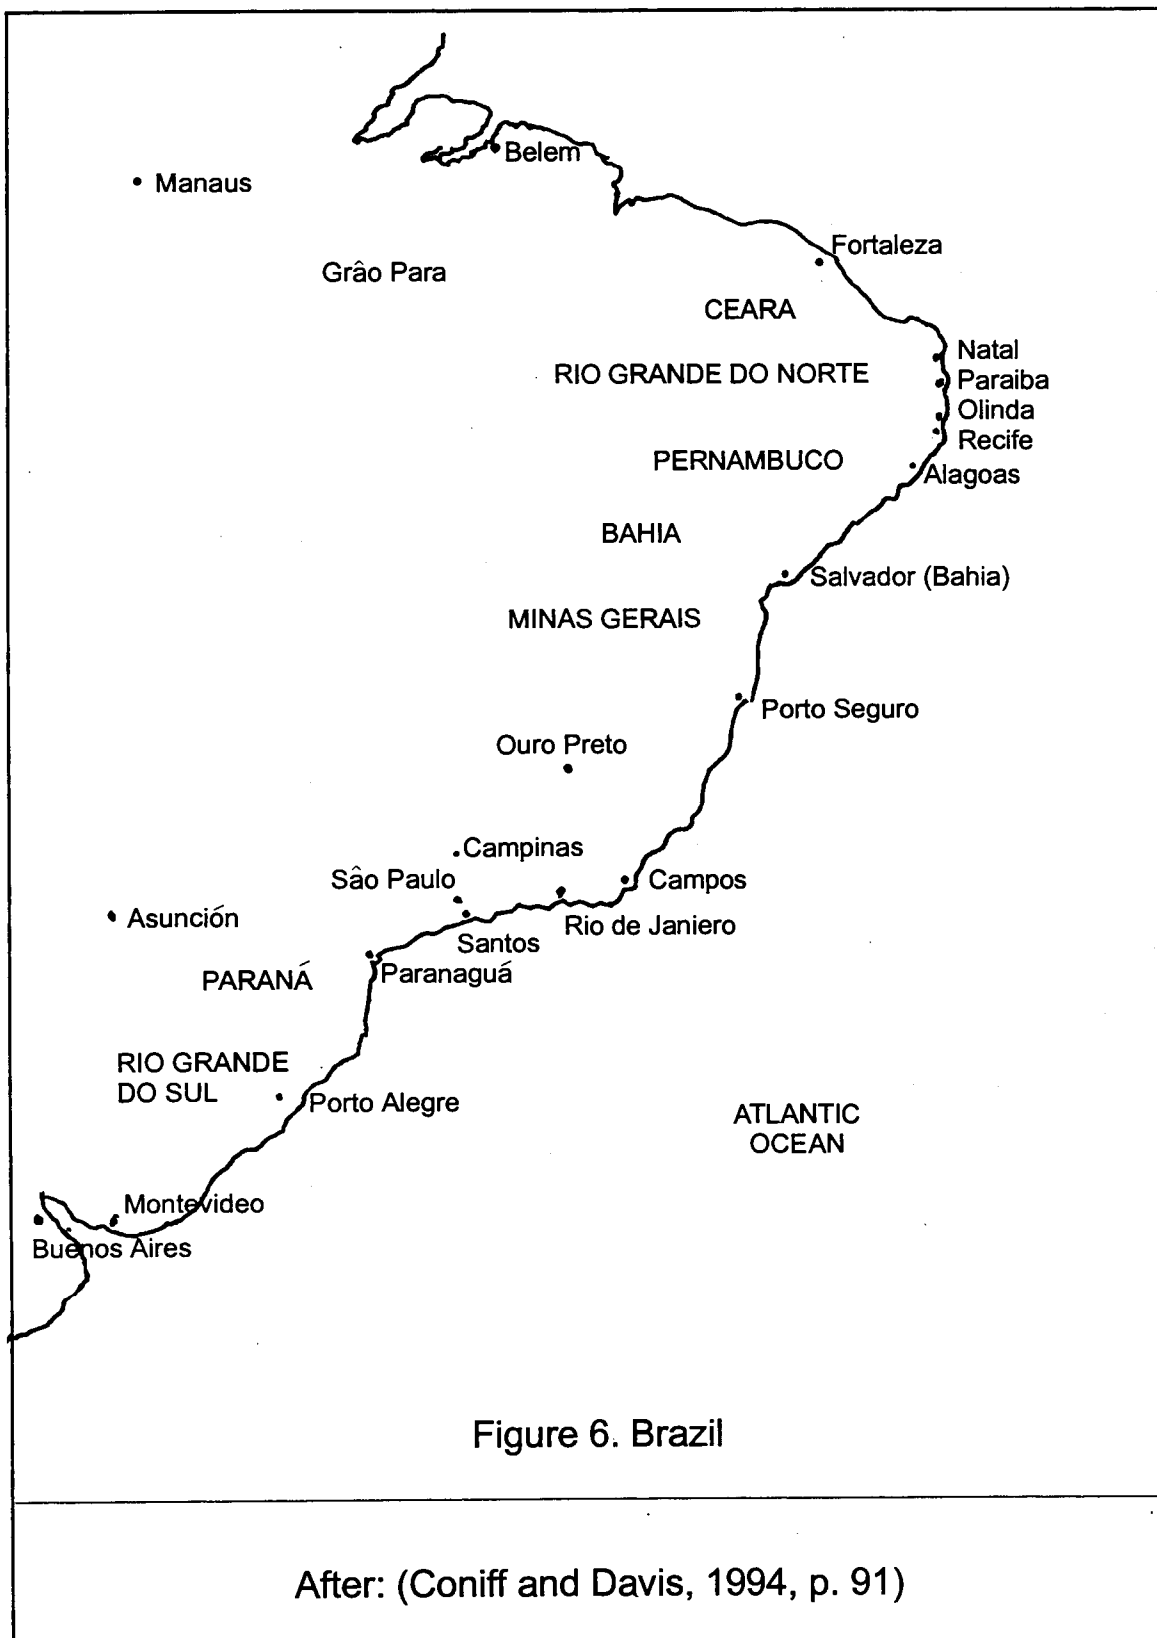 Belem
Manaus
Fortaleza
Grâo Para
CEARA
Natal
RIO GRANDE DO NORTE
Paraiba
Olinda
Recife
PERNAMBUCO
Alagoas
BAHIA
Salvador (Bahia)
MINAS GERAIS
Porto Seguro
Ouro Preto
Campinas
Sâo Paulo
Campos
Asunción
Rio de Janiero
Santos
PARANÁ
Paranaguá
RIO GRANDE
DO SUL
Porto Alegre
ATLANTIC
OCEAN
Montevideo
Buenos Aires
Figure 6. Brazil
After: (Coniff and Davis, 1994, p. 91)